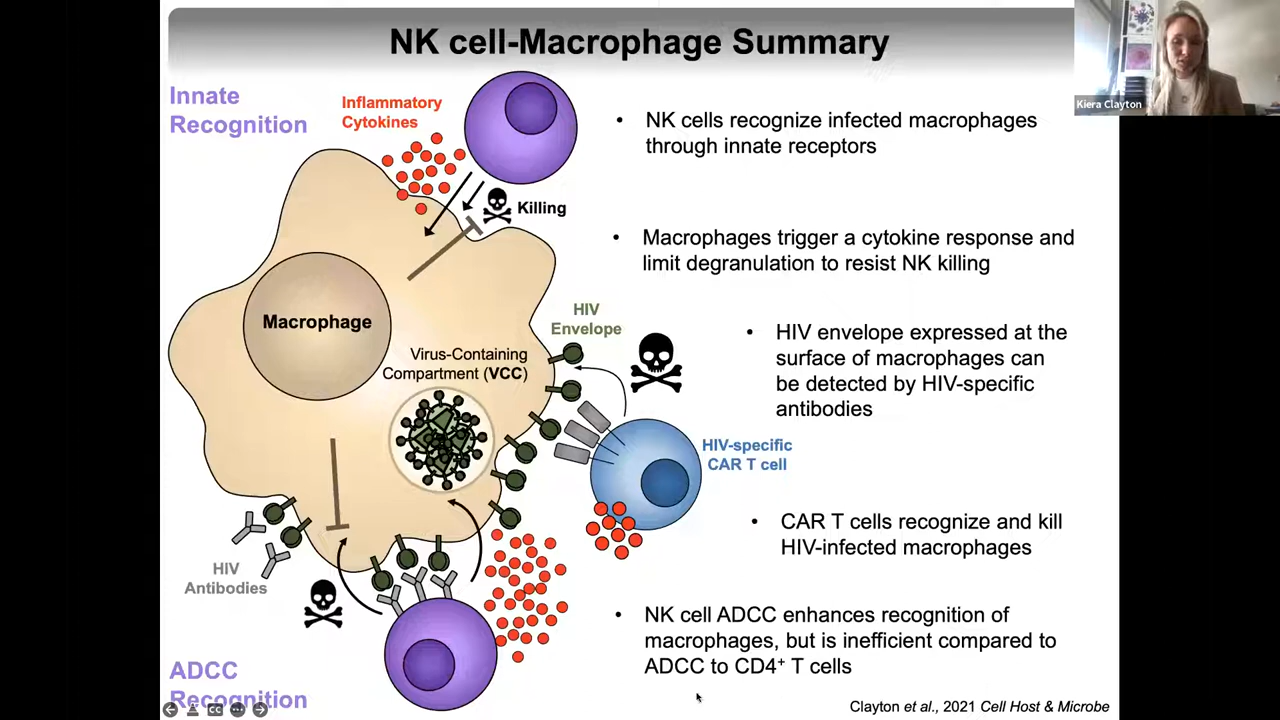 NK cell-Macrophage Summary
Kiera Clayton
Innate
Recognition
Inflammatory
Cytokines
Killing
Macrophage
Virus-Containing
Compartment (VCC)
HIV
Envelope
HIV-specific
CAR T cell
HIV
Antibodies
ADCC
Recognition
• NK cells recognize infected macrophages
through innate receptors
• Macrophages trigger a cytokine response and
limit degranulation to resist NK killing
• HIV envelope expressed at the
surface of macrophages can
be detected by HIV-specific
antibodies
• CAR T cells recognize and kill
HIV-infected macrophages
• NK cell ADCC enhances recognition of
macrophages, but is inefficient compared to
ADCC to CD4⁺ T cells
CC
Clayton et al., 2021 Cell Host & Microbe